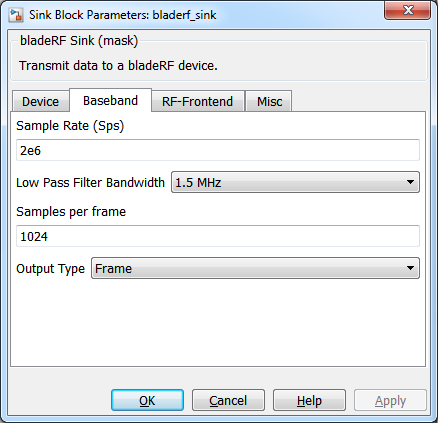 Sink Block Parameters: bladerf_sink
bladeRF Sink (mask)
Transmit data to a bladeRF device.
Device Baseband RF-Frontend Misc
Sample Rate (Sps)
2e6
Low Pass Filter Bandwidth 1.5 MHz
Samples per frame
1024
Output Type Frame
OK Cancel Help Apply